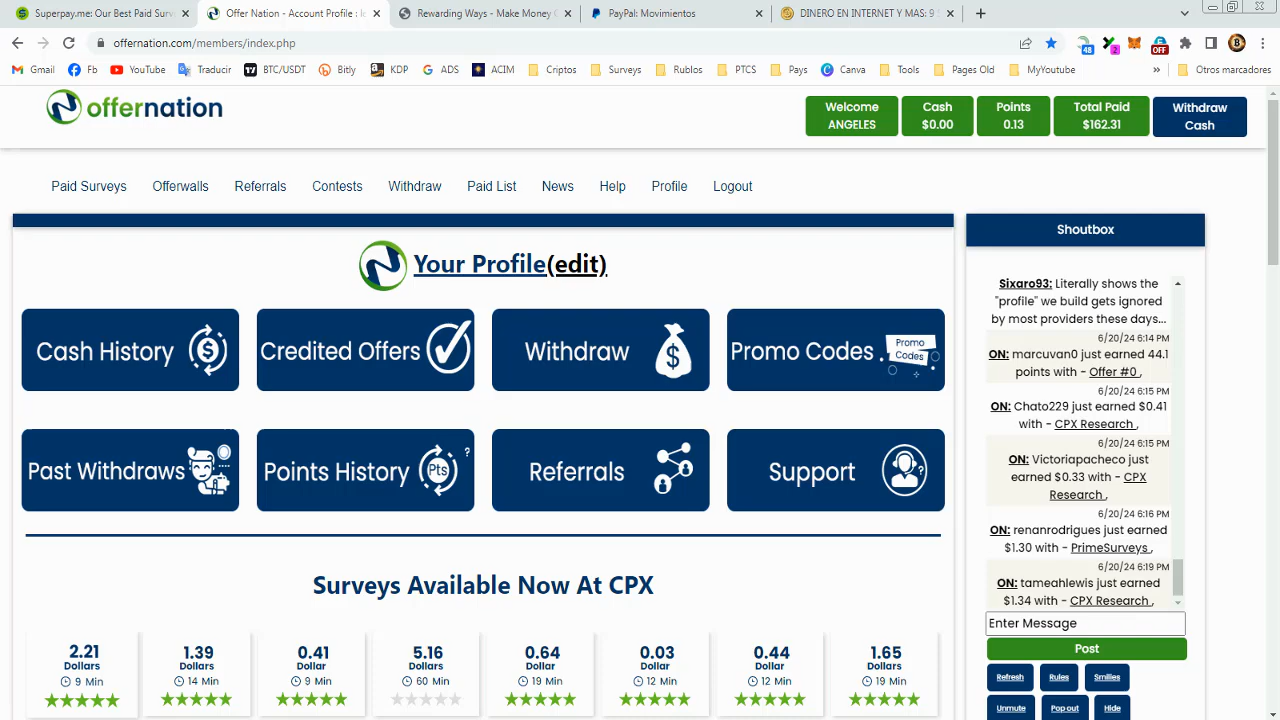 Superpay.me: Our Best Paid Surv
Offer Nation - Account Profile :
Rewarding Ways - Make Money
PayPal: Movimientos
DINERO EN INTERNET Y MAS: 9
offernation.com/members/index.php
48
2
OFF
Gmail
Fb
YouTube
Traducir
BTC/USDT
Bitly
KDP
ADS
ACIM
Criptos
Surveys
Rublos
PTCS
Pays
Canva
Tools
Pages Old
MyYoutube
»
Otros marcadores
offernation
Welcome
ANGELES
Cash
$0.00
Points
0.13
Total Paid
$162.31
Withdraw
Cash
Paid Surveys
Offerwalls
Referrals
Contests
Withdraw
Paid List
News
Help
Profile
Logout
Your Profile(edit)
Cash History
Credited Offers
Withdraw
Promo Codes
Promo
Codes
Past Withdraws
Points History
Pts
?
Referrals
Support
Surveys Available Now At CPX
2.21
Dollars
9 Min
1.39
Dollars
14 Min
0.41
Dollar
9 Min
5.16
Dollars
60 Min
0.64
Dollar
19 Min
0.03
Dollar
12 Min
0.44
Dollar
12 Min
1.65
Dollars
19 Min
Shoutbox
Sixaro93: Literally shows the
"profile" we build gets ignored
by most providers these days...
6/20/24 6:14 PM
ON: marcuvan0 just earned 44.1
points with - Offer #0 ,
6/20/24 6:15 PM
ON: Chato229 just earned $0.41
with - CPX Research ,
6/20/24 6:15 PM
ON: Victoriapacheco just
earned $0.33 with - CPX
Research ,
6/20/24 6:16 PM
ON: renanrodrigues just earned
$1.30 with - PrimeSurveys ,
6/20/24 6:19 PM
ON: tameahlewis just earned
$1.34 with - CPX Research ,
Enter Message
Post
Refresh
Rules
Smilies
Unmute
Pop out
Hide